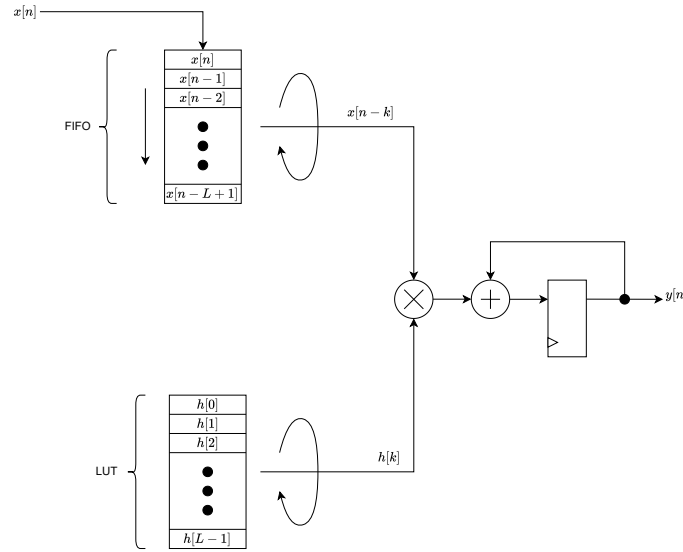 x[n]
x[n]
x[n − 1]
x[n − 2]
FIFO
x[n − k]
x[n − L + 1]
y[n
h[0]
h[1]
h[2]
h[k]
LUT
h[L − 1]